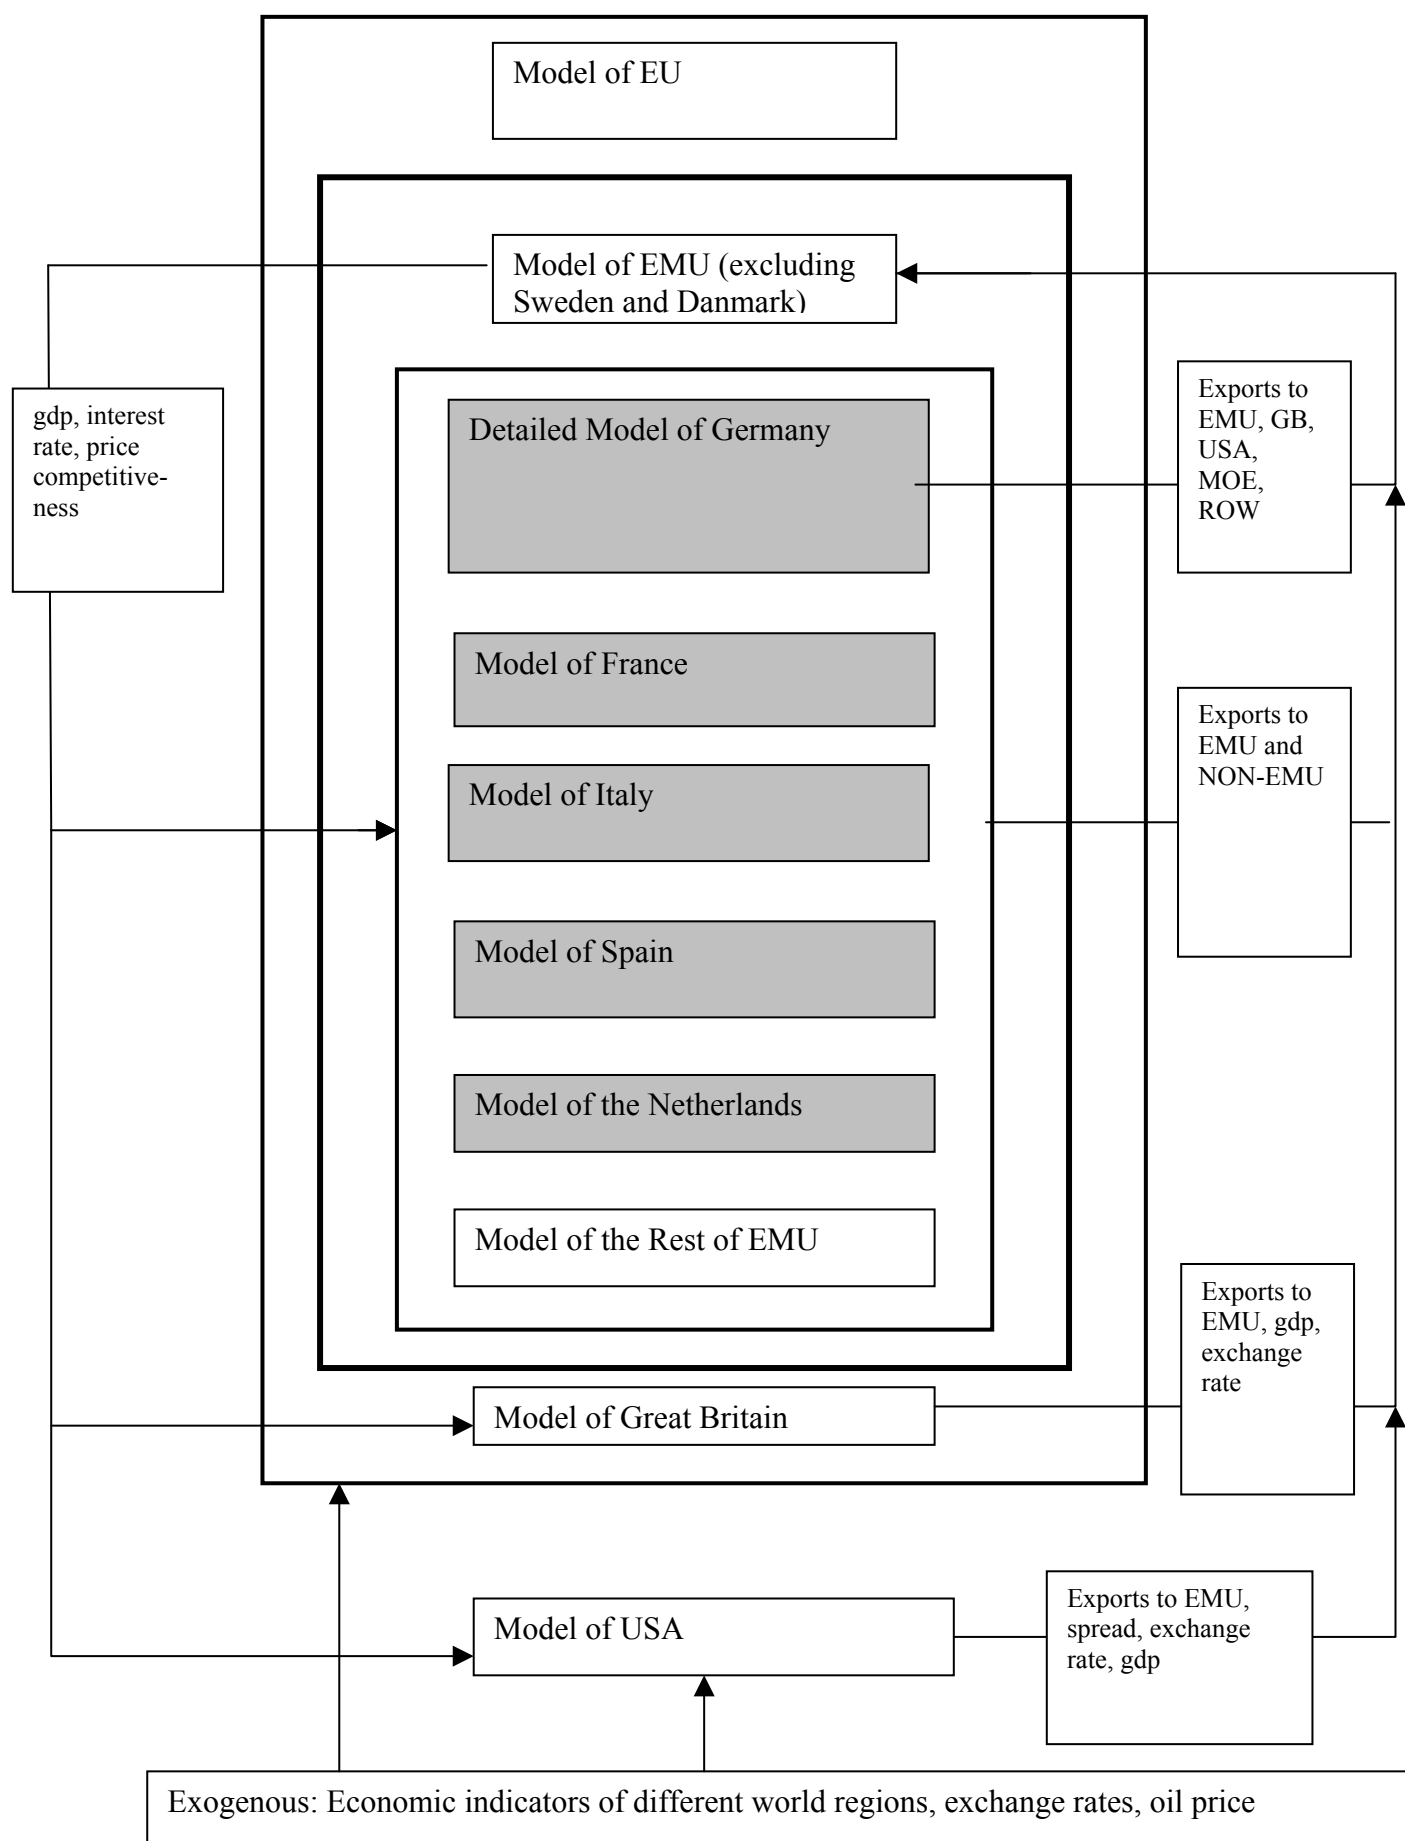 Model of EU
Model of EMU (excluding
Sweden and Danmark)
gdp, interest
rate, price
competitive-
ness
Detailed Model of Germany
Exports to
EMU, GB,
USA,
MOE,
ROW
Model of France
Exports to
EMU and
NON-EMU
Model of Italy
Model of Spain
Model of the Netherlands
Model of the Rest of EMU
Exports to
EMU, gdp,
exchange
rate
Model of Great Britain
Model of USA
Exports to EMU,
spread, exchange
rate, gdp
Exogenous: Economic indicators of different world regions, exchange rates, oil price